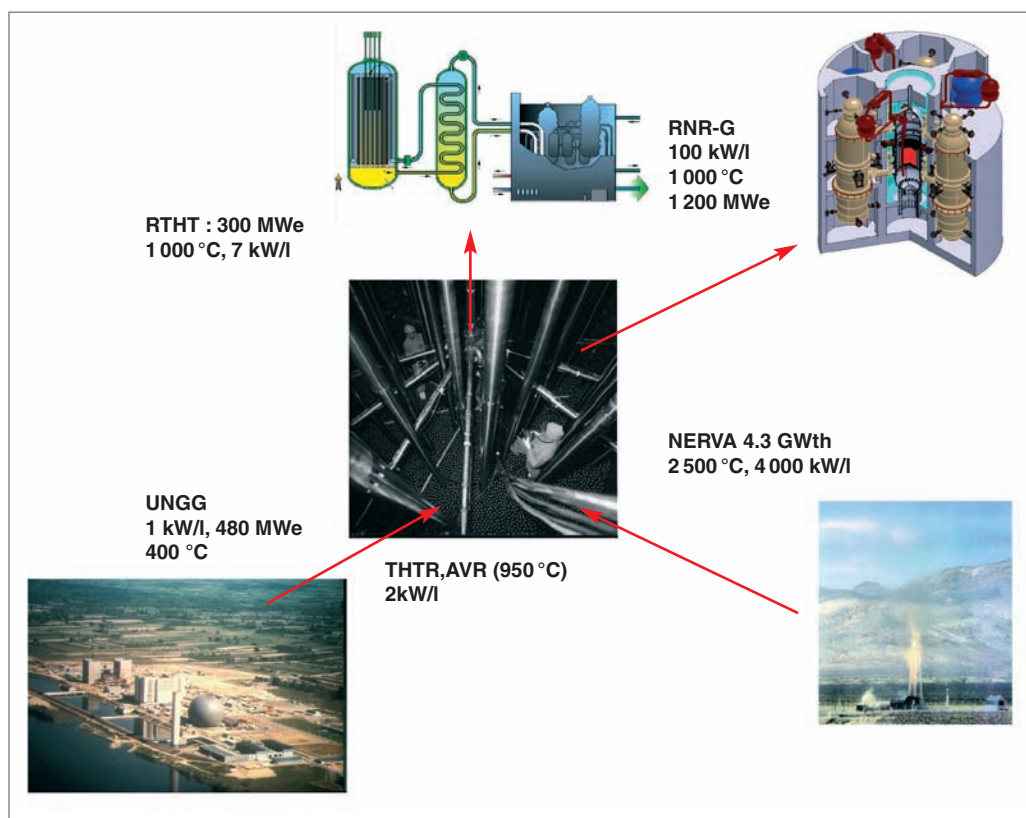 RNR-G
100 kW/l
1 000 °C
1 200 MWe
RTHT : 300 MWe
1 000 °C, 7 kW/l
NERVA 4.3 GWth
2 500 °C, 4 000 kW/l
UNGG
1 kW/l, 480 MWe
400 °C
THTR,AVR (950 °C)
2kW/l